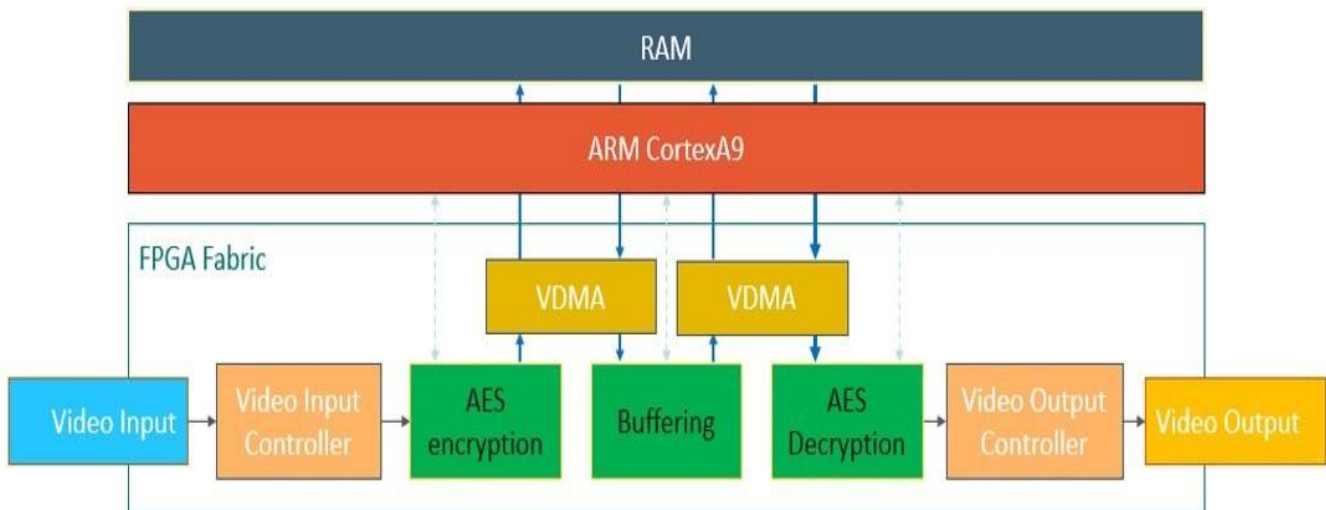 RAM
ARM CortexA9
FPGA Fabric
VDMA
VDMA
Video Input
Video Input
Controller
AES
encryption
Buffering
AES
Decryption
Video Output
Controller
Video Output